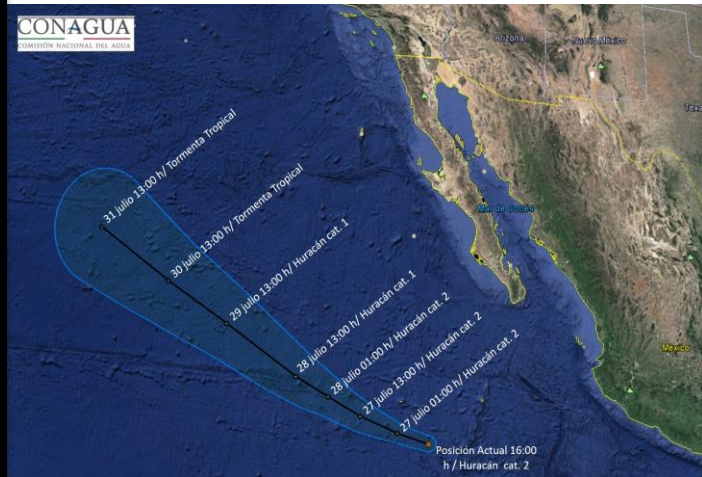 CONAGUA
COMISIÓN NACIONAL DEL AGUA
Arizona
Nuevo México
Texa
31 julio 13:00 h/ Tormenta Tropical
30 julio 13:00 h/ Tormenta Tropical
Mar de Cortés
29 julio 13:00 h/ Huracán cat. 1
28 julio 13:00 h/ Huracán cat. 1
28 julio 01:00 h/ Huracán cat. 2
27 julio 13:00 h/ Huracán cat. 2
27 julio 01:00 h/ Huracán cat. 2
México
Posición Actual 16:00
h / Huracán cat. 2